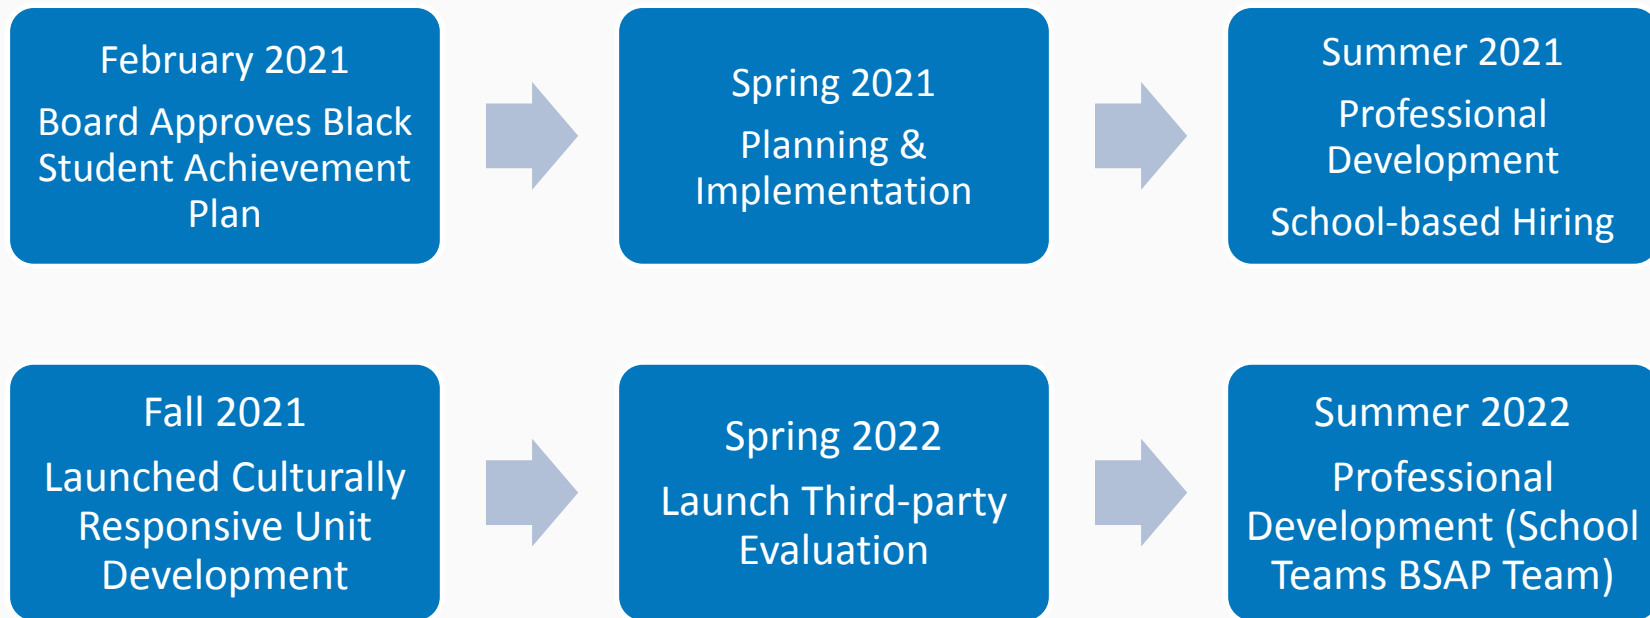 February 2021
Board Approves Black
Student Achievement
Plan
Spring 2021
Planning &
Implementation
Summer 2021
Professional
Development
School-based Hiring
Fall 2021
Launched Culturally
Responsive Unit
Development
Spring 2022
Launch Third-party
Evaluation
Summer 2022
Professional
Development (School
Teams BSAP Team)